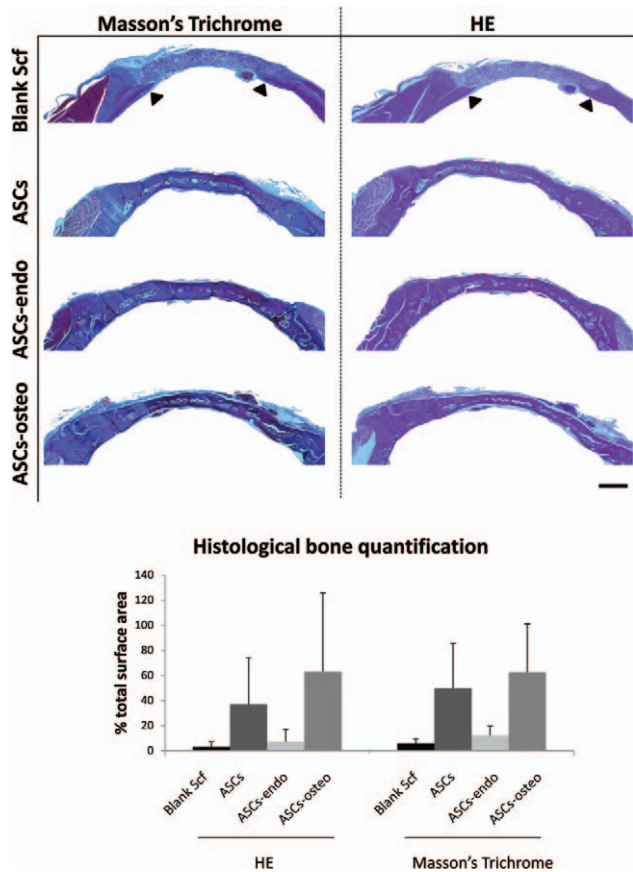 Masson's Trichrome
HE
Blank Scf
ASCs
ASCs-endo
ASCs-osteo
Histological bone quantification
% total surface area
140
120
100
80
60
40
20
0
Blank Scf
ASCs
ASCs-endo
ASCs-osteo
Blank Scf
ASCs
ASCs-endo
ASCs-osteo
HE
Masson's Trichrome